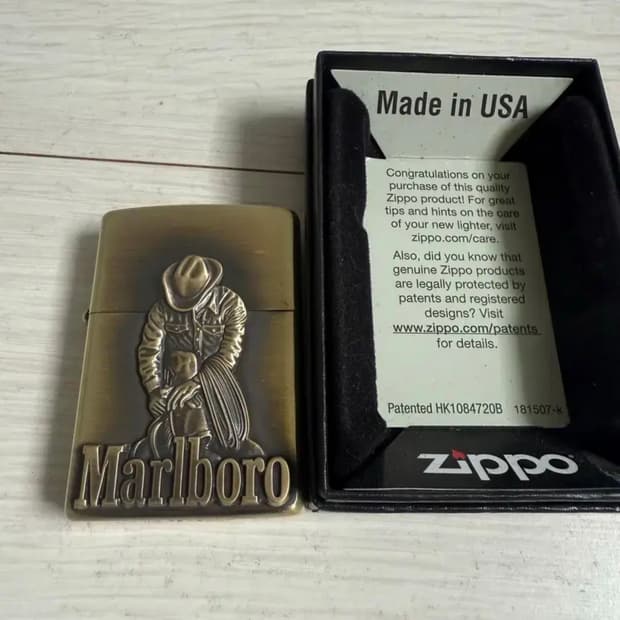 Made in USA
Congratulations on your
purchase of this quality
Zippo product! For great
tips and hints on the care
of your new lighter, visit
zippo.com/care.
Also, did you know that
genuine Zippo products
are legally protected by
patents and registered
designs? Visit
www.zippo.com/patents
for details.
Patented HK1084720B 181507-k
zippo
Marlboro